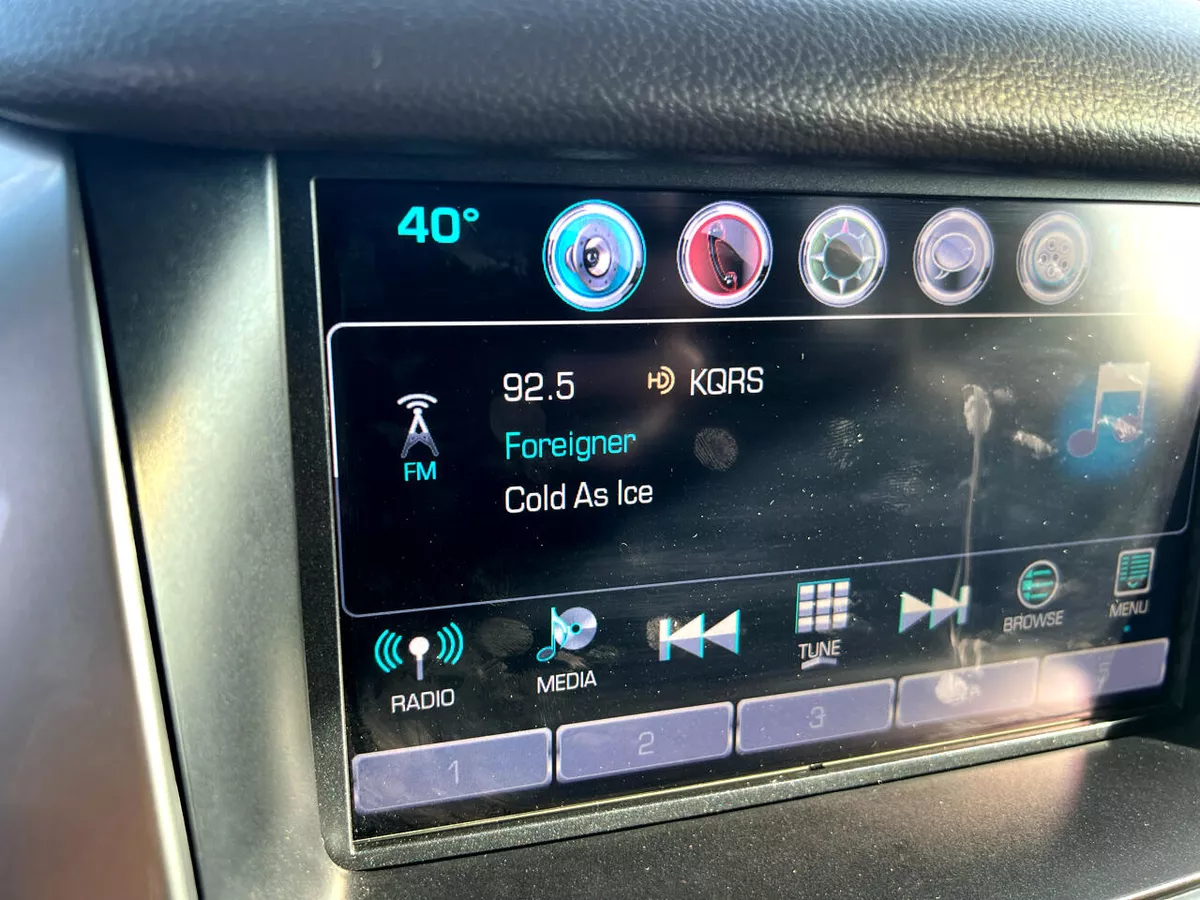 40°
92.5 HD KQRS
FM
Foreigner
Cold As Ice
RADIO
MEDIA
TUNE
BROWSE
MENU
1
2
3